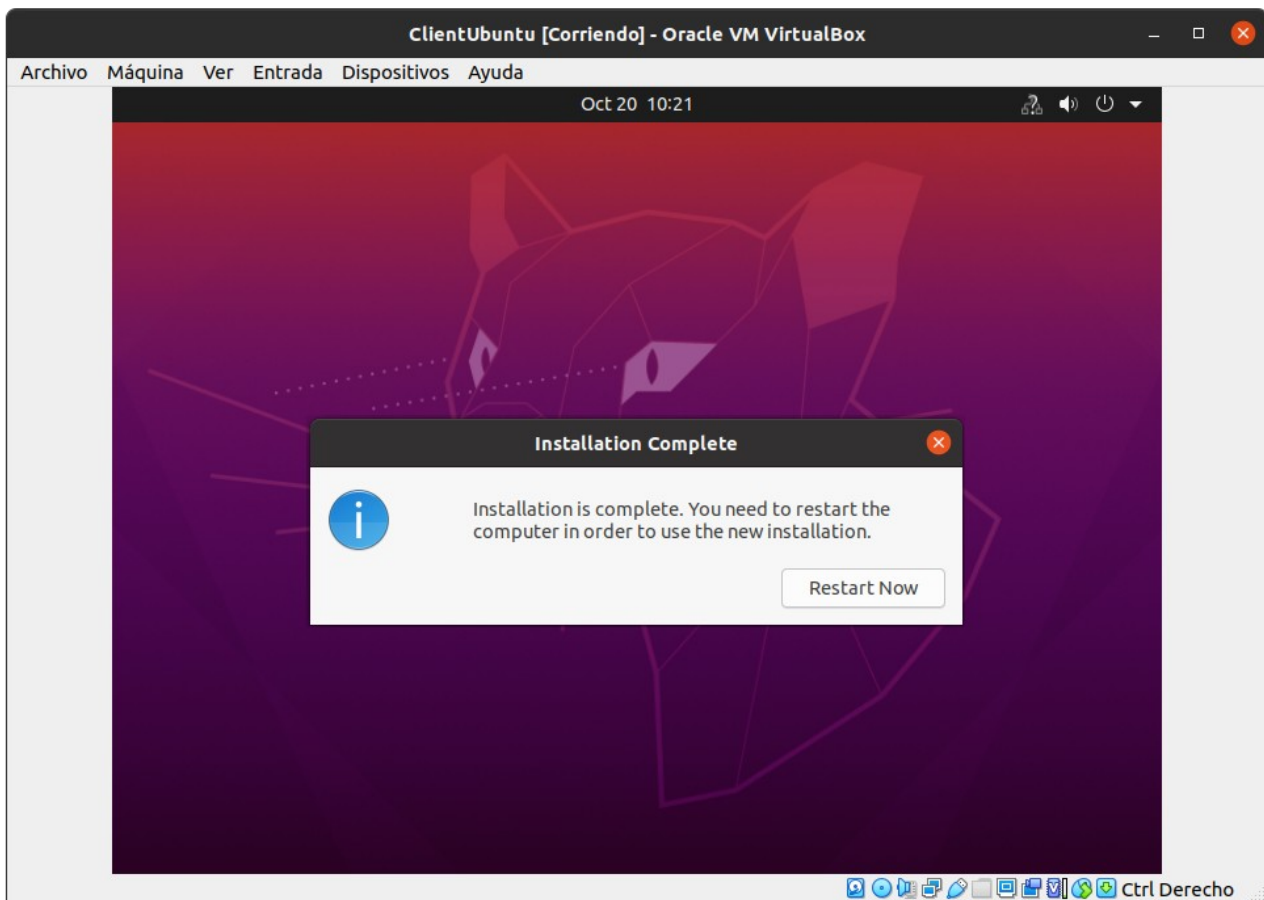 ClientUbuntu [Corriendo] - Oracle VM VirtualBox
Archivo Máquina Ver Entrada Dispositivos Ayuda
Oct 20 10:21
Installation Complete
Installation is complete. You need to restart the
computer in order to use the new installation.
Restart Now
Ctrl Derecho